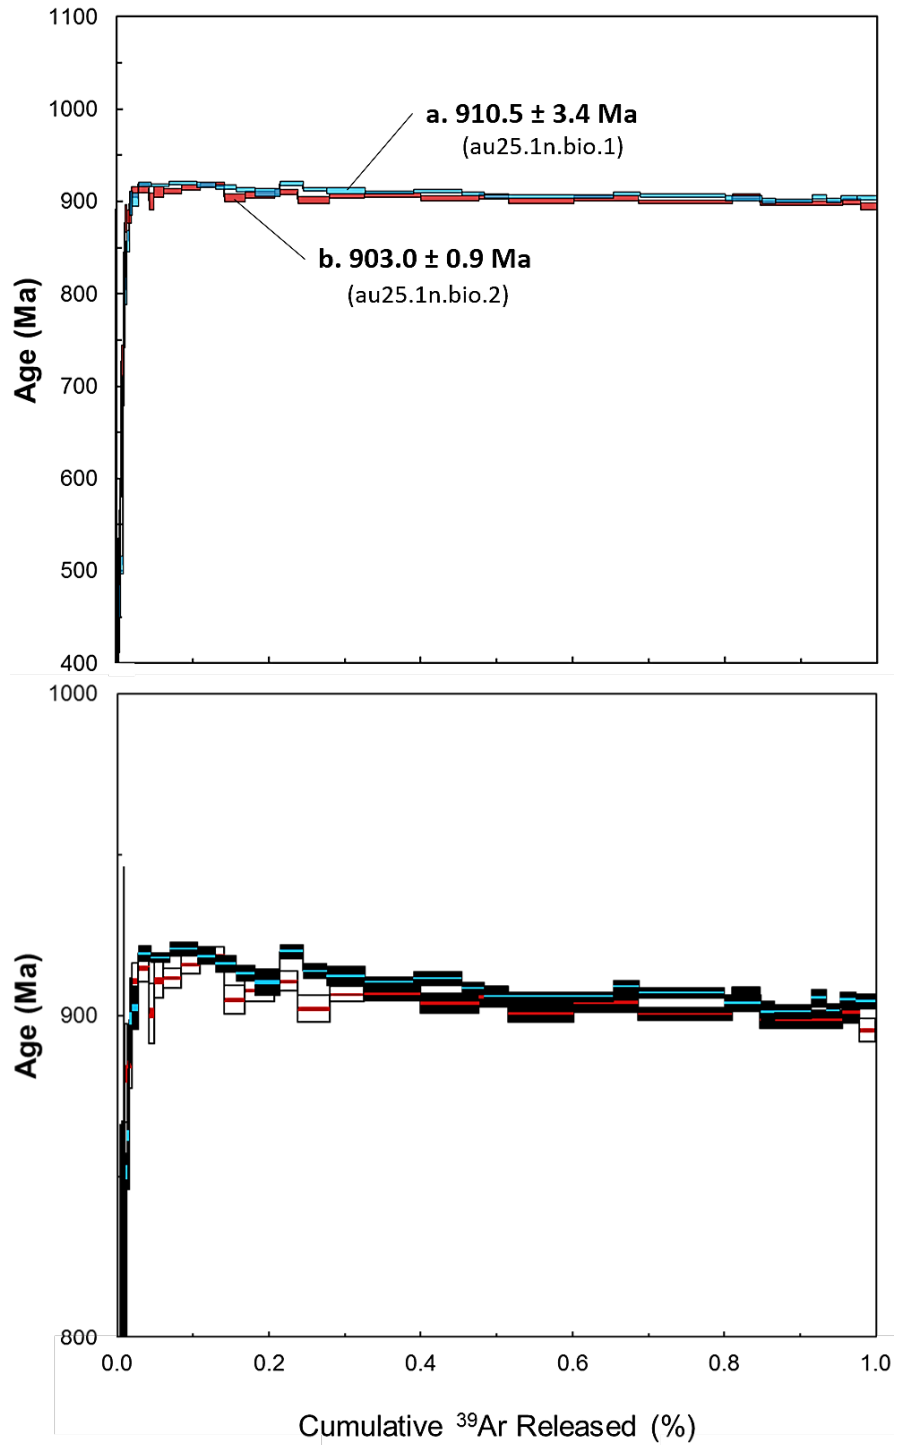 1100
1000
900
800
700
600
500
400
Age (Ma)
a. 910.5 ± 3.4 Ma
(au25.1n.bio.1)
b. 903.0 ± 0.9 Ma
(au25.1n.bio.2)
1000
900
800
Age (Ma)
0.0 0.2 0.4 0.6 0.8 1.0
Cumulative ³⁹Ar Released (%)